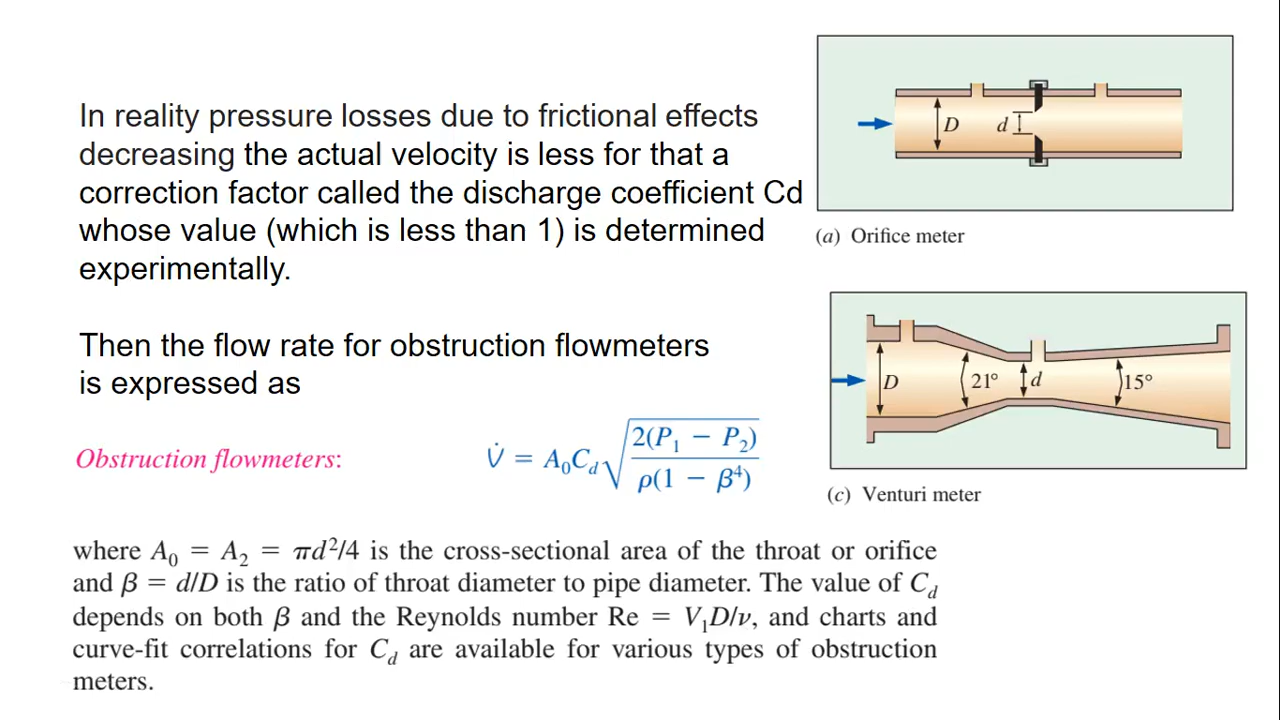 In reality pressure losses due to frictional effects
decreasing the actual velocity is less for that a
correction factor called the discharge coefficient Cd
whose value (which is less than 1) is determined
experimentally.
Then the flow rate for obstruction flowmeters
is expressed as
Obstruction flowmeters: V̇ = A₀C_d√(2(P₁ − P₂) / ρ(1 − β⁴))
where A₀ = A₂ = πd²/4 is the cross-sectional area of the throat or orifice
and β = d/D is the ratio of throat diameter to pipe diameter. The value of C_d
depends on both β and the Reynolds number Re = V₁D/ν, and charts and
curve-fit correlations for C_d are available for various types of obstruction
meters.
D d
(a) Orifice meter
D 21° d 15°
(c) Venturi meter